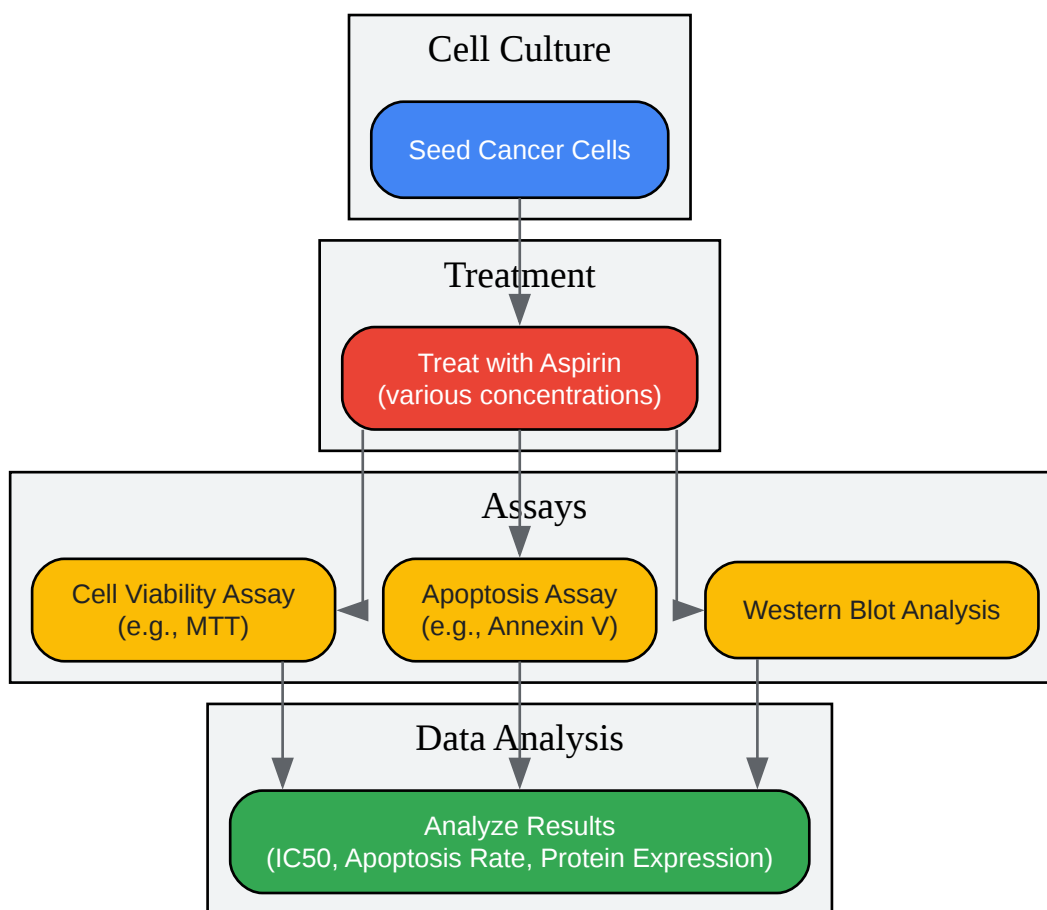 Cell Culture
Seed Cancer Cells
Treatment
Treat with Aspirin
(various concentrations)
Assays
Cell Viability Assay
(e.g., MTT)
Apoptosis Assay
(e.g., Annexin V)
Western Blot Analysis
Data Analysis
Analyze Results
(IC50, Apoptosis Rate, Protein Expression)